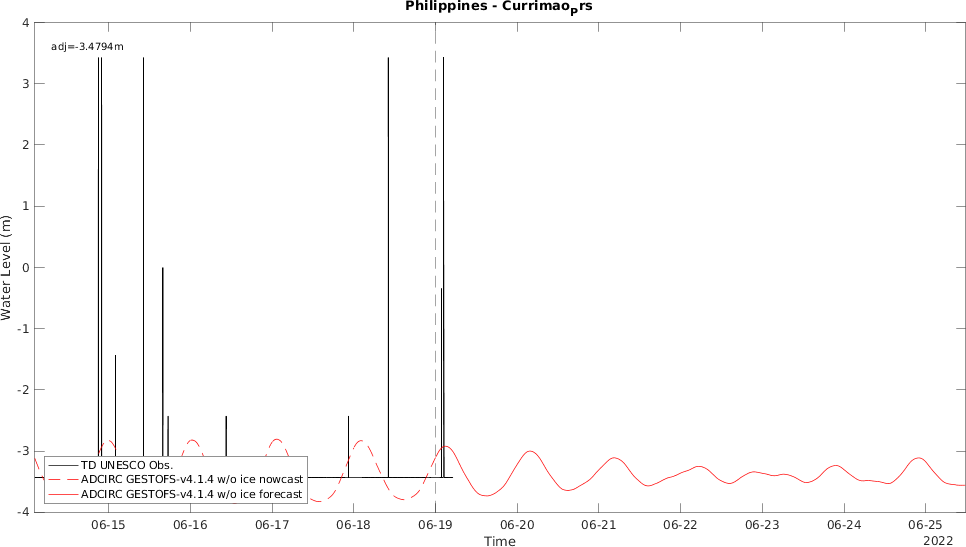 Philippines - Currimao_prs
adj=-3.4794m
Water Level (m)
4
3
2
1
0
-1
-2
-3
-4
TD UNESCO Obs.
ADCIRC GESTOFS-v4.1.4 w/o ice nowcast
ADCIRC GESTOFS-v4.1.4 w/o ice forecast
06-15 06-16 06-17 06-18 06-19 06-20 06-21 06-22 06-23 06-24 06-25
Time
2022